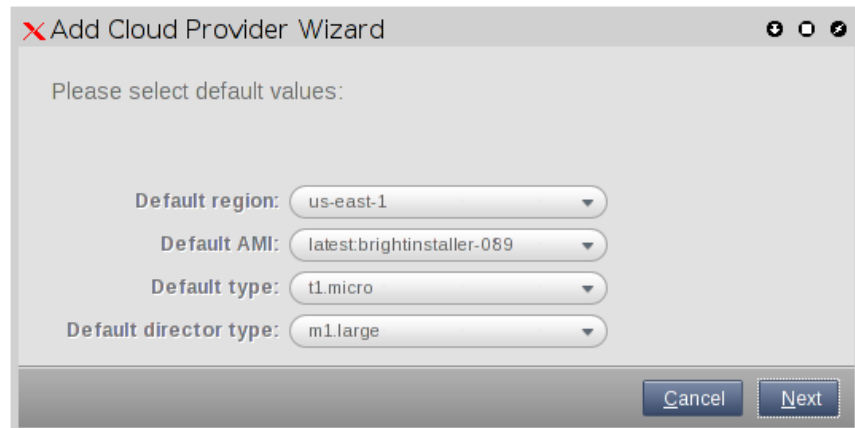 Add Cloud Provider Wizard
Please select default values:
Default region: us-east-1
Default AMI: latest:brightinstaller-089
Default type: t1.micro
Default director type: m1.large
Cancel Next